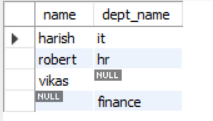 name dept_name
harish it
robert hr
vikas NULL
NULL finance